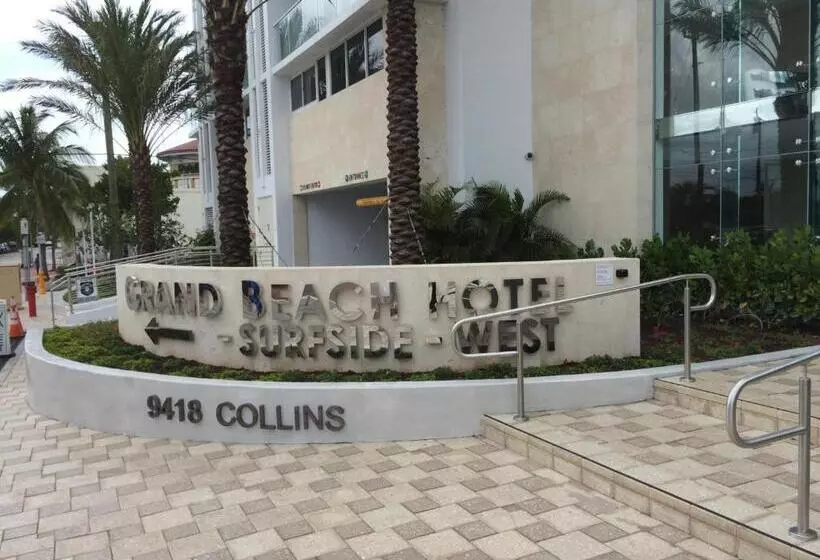 GRAND BEACH HOTEL
- SURFSIDE - WEST
9418 COLLINS